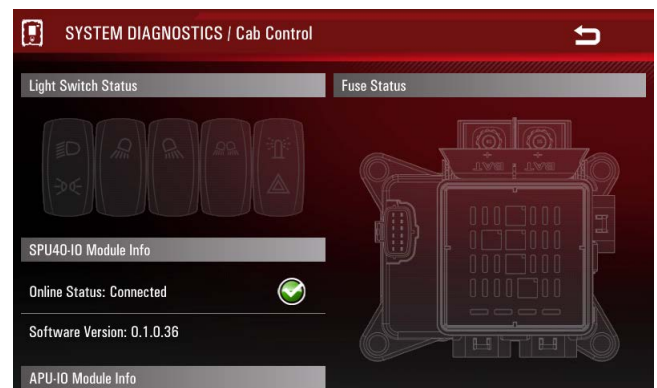 SYSTEM DIAGNOSTICS / Cab Control
Light Switch Status
Fuse Status
BAT BAT
SPU40-IO Module Info
Online Status: Connected
Software Version: 0.1.0.36
APU-IO Module Info